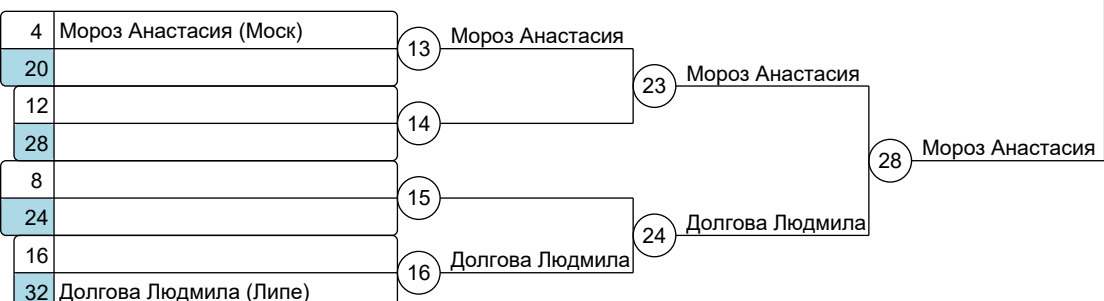 4 Мороз Анастасия (Моск)
20
12
28
8
24
16
32 Долгова Людмила (Липе)
13 Мороз Анастасия
14
15
16 Долгова Людмила
23 Мороз Анастасия
24 Долгова Людмила
28 Мороз Анастасия